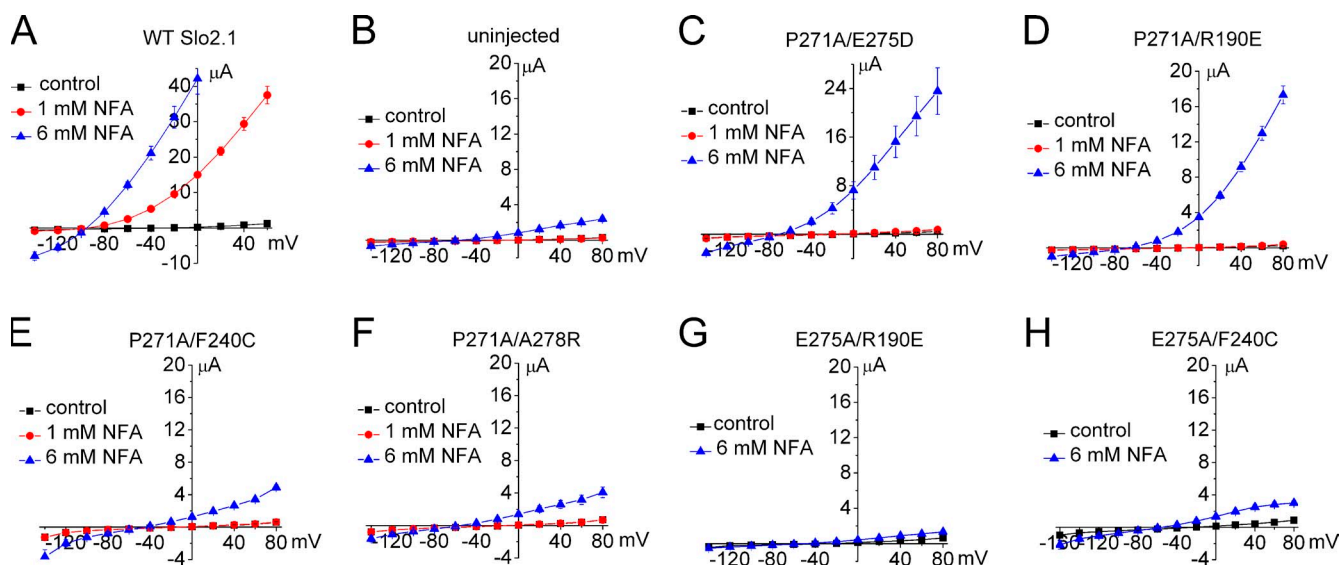 A
WT Slo2.1
μA
control
1 mM NFA
6 mM NFA
40
30
20
10
-10
-120
-80
-40
40
mV
B
uninjected
μA
20
16
12
8
4
-4
control
1 mM NFA
6 mM NFA
-120
-80
-40
40
80
mV
C
P271A/E275D
μA
24
16
8
control
1 mM NFA
6 mM NFA
-120
-80
-40
40
80
mV
D
P271A/R190E
μA
20
16
12
8
4
control
1 mM NFA
6 mM NFA
-120
-80
-40
40
80
mV
E
P271A/F240C
μA
20
16
12
8
4
-4
control
1 mM NFA
6 mM NFA
-120
-80
-40
40
80
mV
F
P271A/A278R
μA
20
16
12
8
4
-4
control
1 mM NFA
6 mM NFA
-120
-80
-40
40
80
mV
G
E275A/R190E
μA
20
16
12
8
4
control
6 mM NFA
-120
-80
-40
40
80
mV
H
E275A/F240C
μA
20
16
12
8
4
-4
control
6 mM NFA
-80
-40
40
80
mV